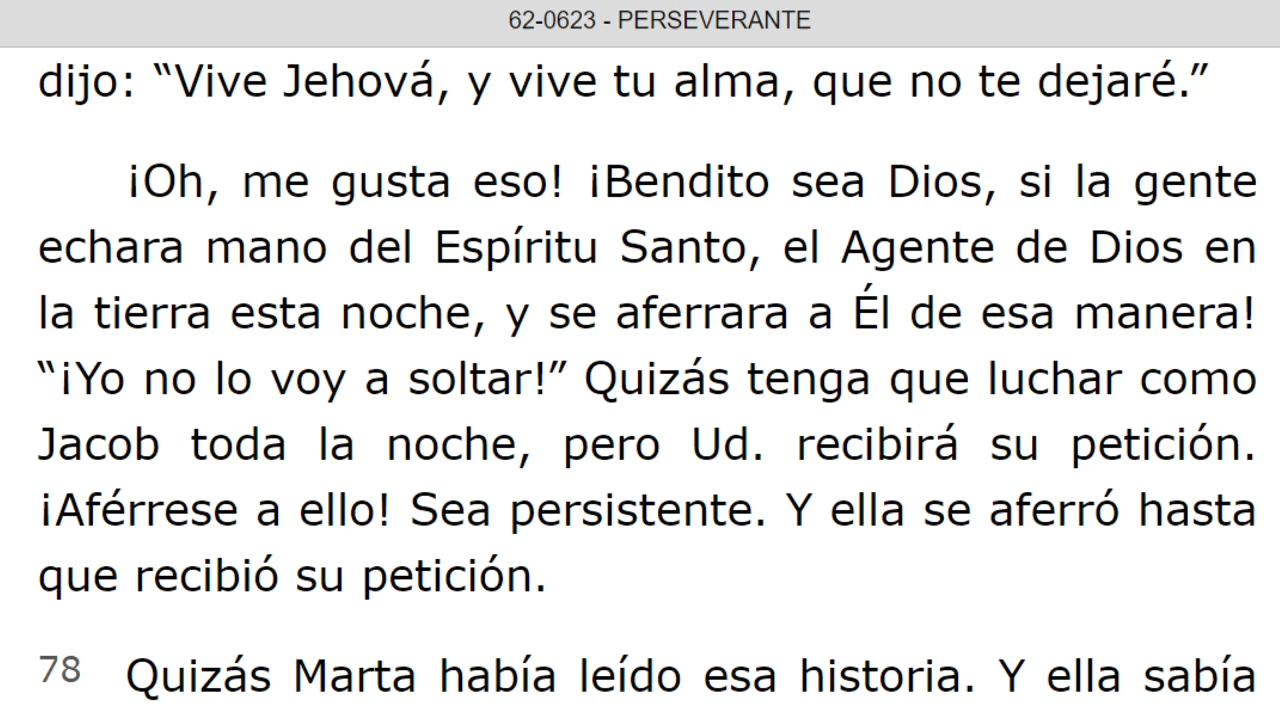 62-0623 - PERSEVERANTE
dijo: “Vive Jehová, y vive tu alma, que no te dejaré.”
¡Oh, me gusta eso! ¡Bendito sea Dios, si la gente
echara mano del Espíritu Santo, el Agente de Dios en
la tierra esta noche, y se aferrara a Él de esa manera!
“¡Yo no lo voy a soltar!” Quizás tenga que luchar como
Jacob toda la noche, pero Ud. recibirá su petición.
¡Aférrese a ello! Sea persistente. Y ella se aferró hasta
que recibió su petición.
78 Quizás Marta había leído esa historia. Y ella sabía